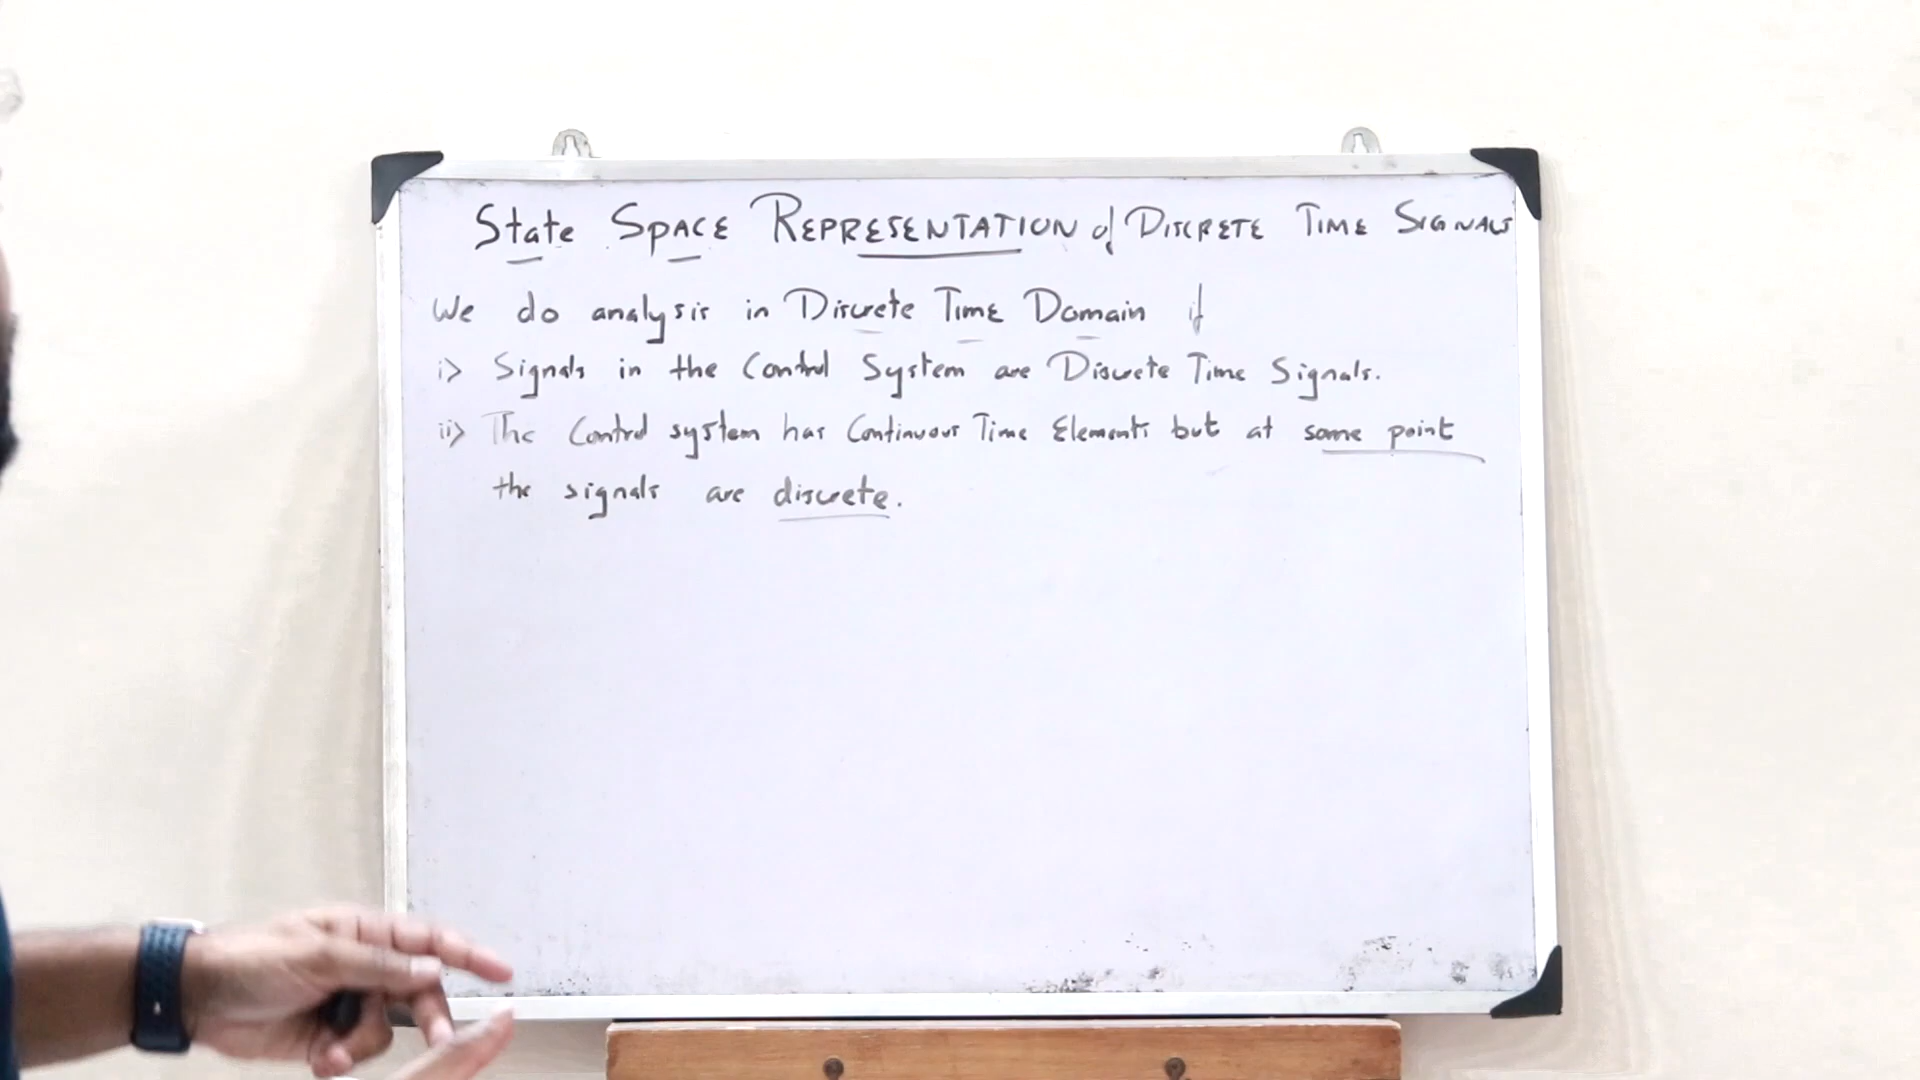 State Space REPRESENTATION of DISCRETE TIME SIGNALS
We do analysis in Discrete Time Domain if
i> Signals in the Control System are Discrete Time Signals.
ii> The Control system has Continuous Time Elements but at some point
the signals are discrete.